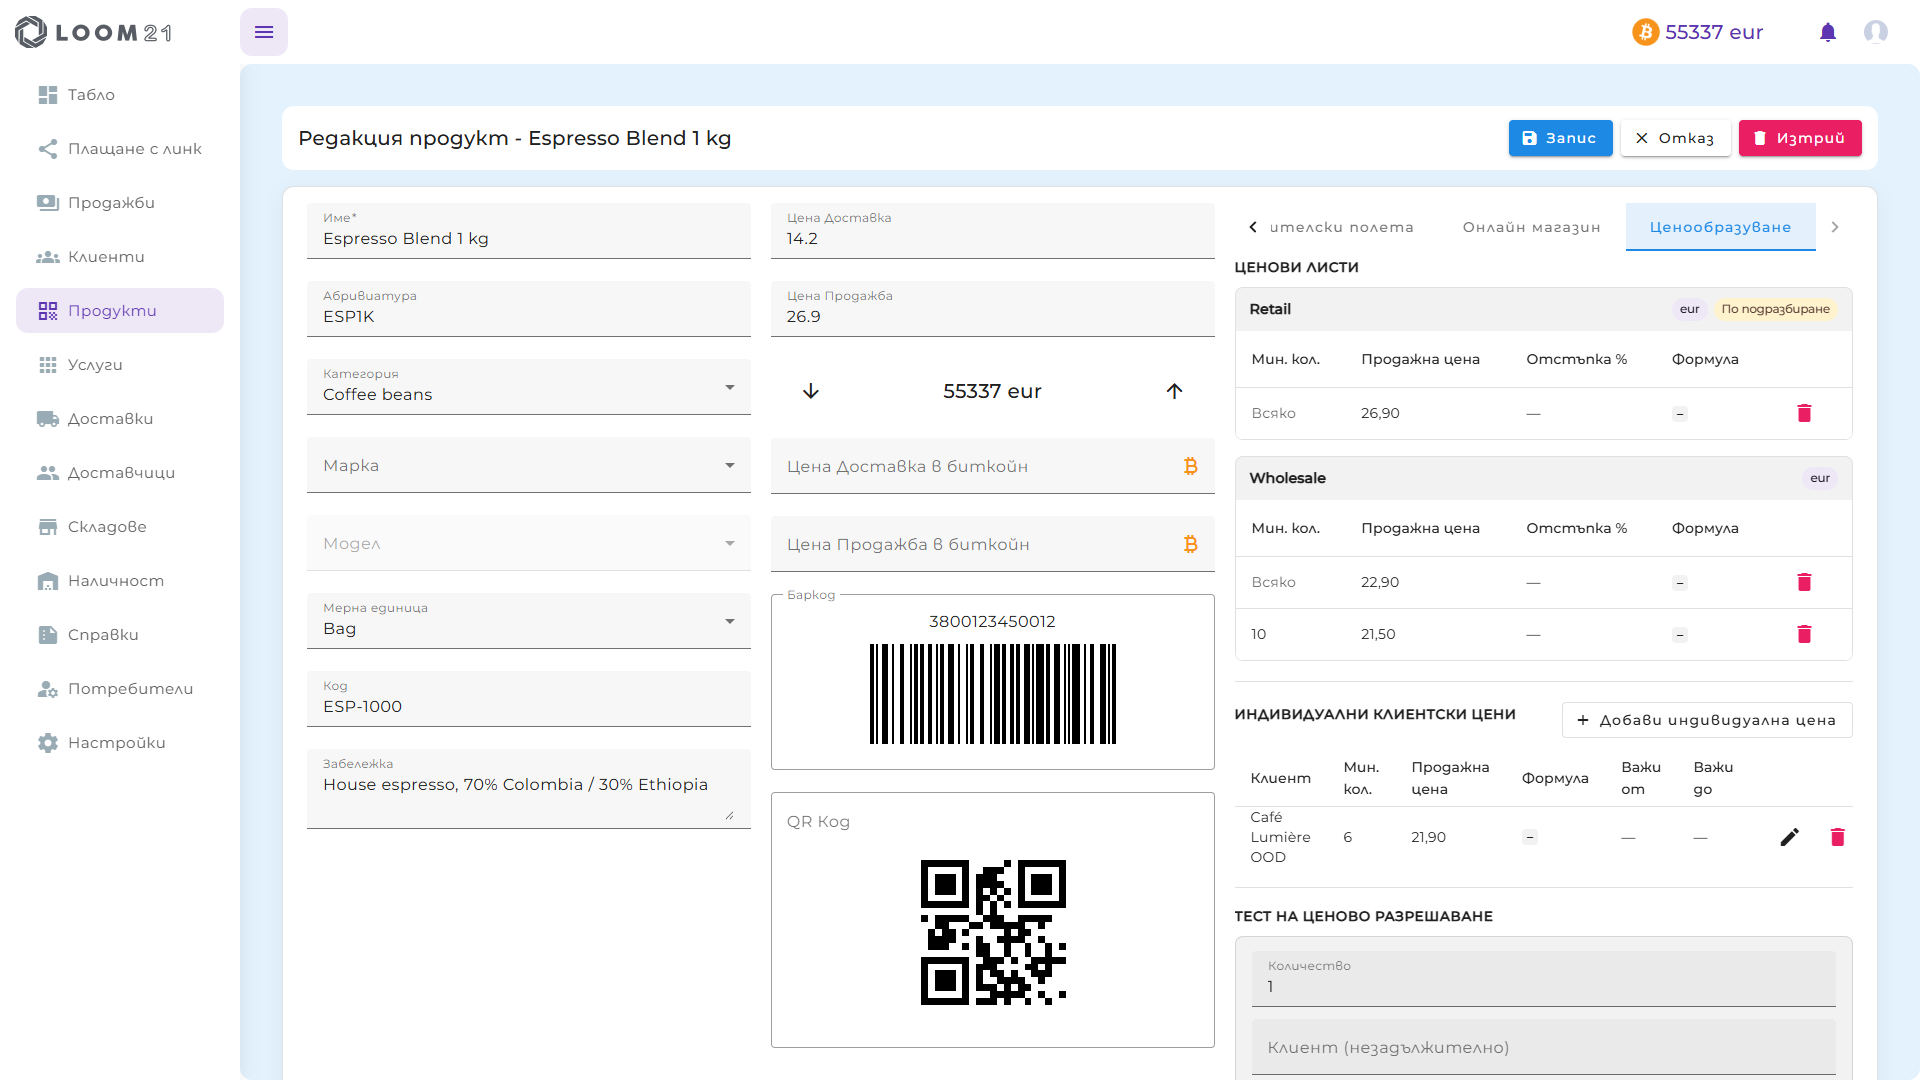 LOOM 21
55337 eur
Табло
Плащане с линк
Продажби
Клиенти
Продукти
Услуги
Доставки
Доставчици
Складове
Наличност
Справки
Потребители
Настройки
Редакция продукт - Espresso Blend 1 kg
Запис
Отказ
Изтрий
Име*
Espresso Blend 1 kg
Абривиатура
ESP1K
Категория
Coffee beans
Марка
Модел
Мерна единица
Bag
Код
ESP-1000
Забележка
House espresso, 70% Colombia / 30% Ethiopia
Цена Доставка
14.2
Цена Продажба
26.9
55337 eur
Цена Доставка в биткойн
Цена Продажба в биткойн
Баркод
3800123450012
QR Код
ителски полета
Онлайн магазин
Ценообразуване
ЦЕНОВИ ЛИСТИ
Retail eur По подразбиране
Мин. кол. Продажна цена Отстъпка % Формула
Всяко 26,90 — –
Wholesale eur
Мин. кол. Продажна цена Отстъпка % Формула
Всяко 22,90 — –
10 21,50 — –
ИНДИВИДУАЛНИ КЛИЕНТСКИ ЦЕНИ
+ Добави индивидуална цена
Клиент Мин. кол. Продажна цена Формула Важи от Важи до
Café Lumière OOD 6 21,90 – — —
ТЕСТ НА ЦЕНОВО РАЗРЕШАВАНЕ
Количество
1
Клиент (незадължително)